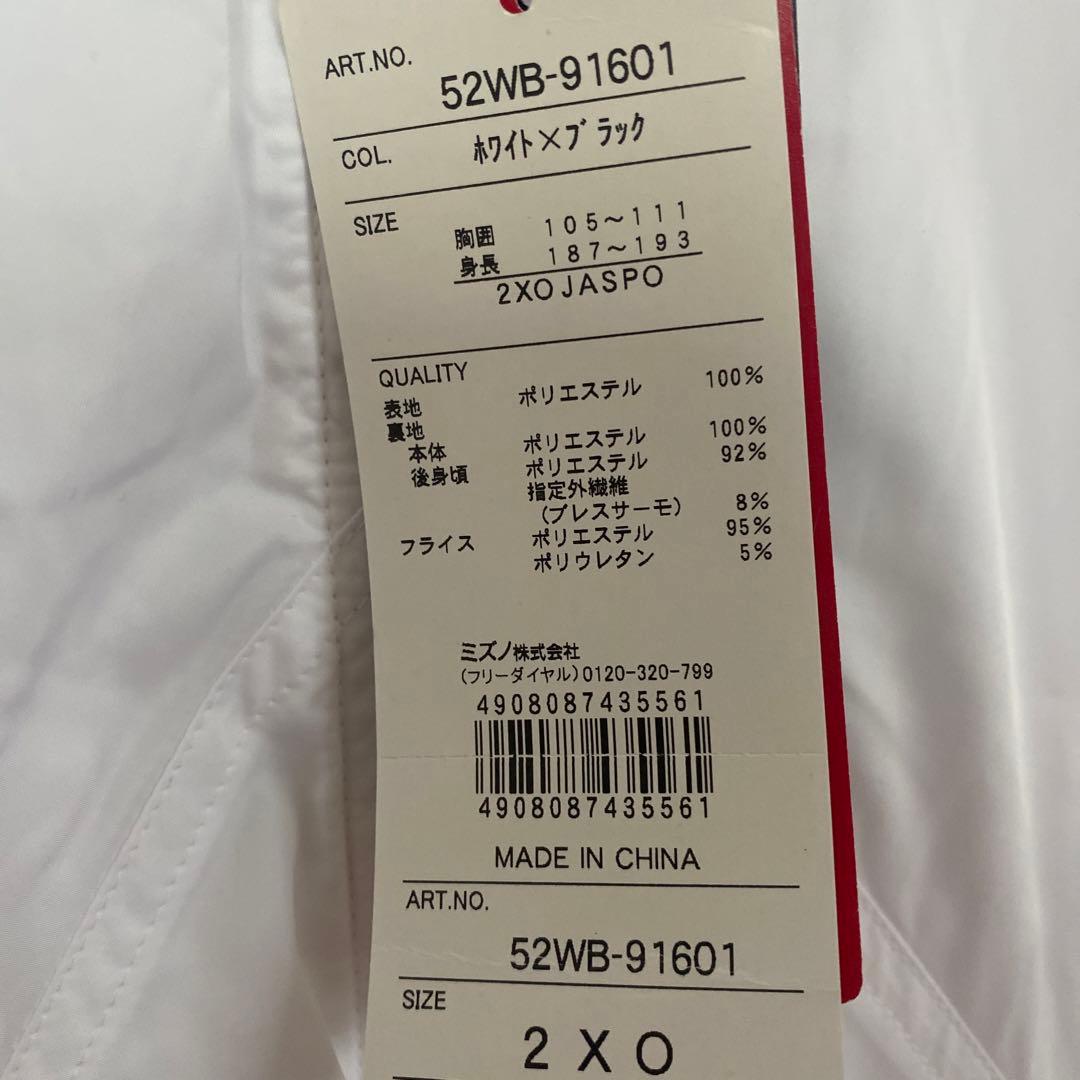 ART.NO.
52WB-91601
COL. ﾎﾜｲﾄ×ﾌﾞﾗｯｸ
SIZE
胸囲 105～111
身長 187～193
2XO JASPO
QUALITY
表地 ポリエステル 100%
裏地
本体 ポリエステル 100%
後身頃 ポリエステル 92%
指定外繊維
(ブレスサーモ) 8%
フライス ポリエステル 95%
ポリウレタン 5%
ミズノ株式会社
(フリーダイヤル)0120-320-799
4908087435561
4908087435561
MADE IN CHINA
ART.NO.
52WB-91601
SIZE
2XO